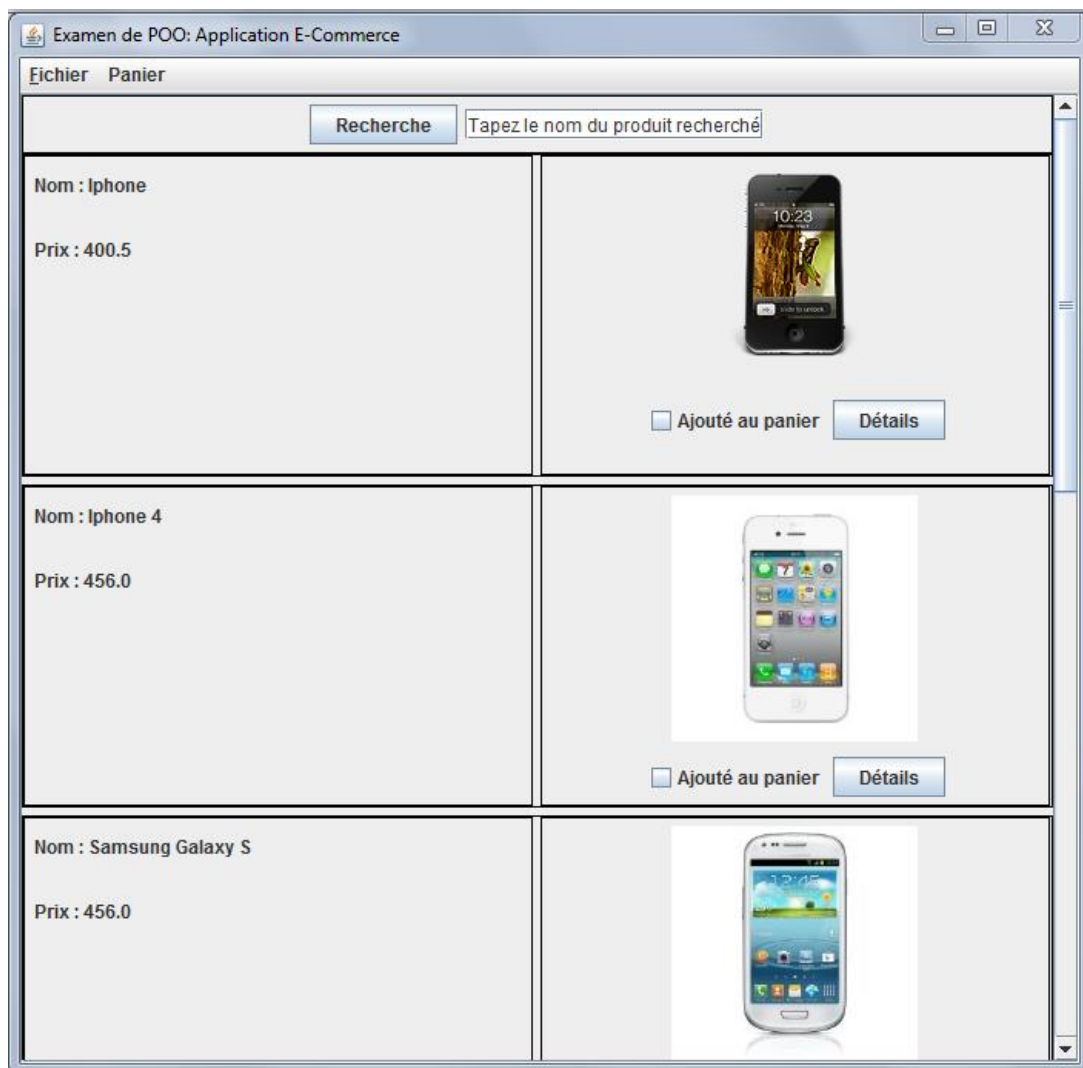 Examen de POO: Application E-Commerce
Fichier Panier
Recherche Tapez le nom du produit recherché
Nom : Iphone
Prix : 400.5
10:23
Ajouté au panier Détails
Nom : Iphone 4
Prix : 456.0
Ajouté au panier Détails
Nom : Samsung Galaxy S
Prix : 456.0
12:45